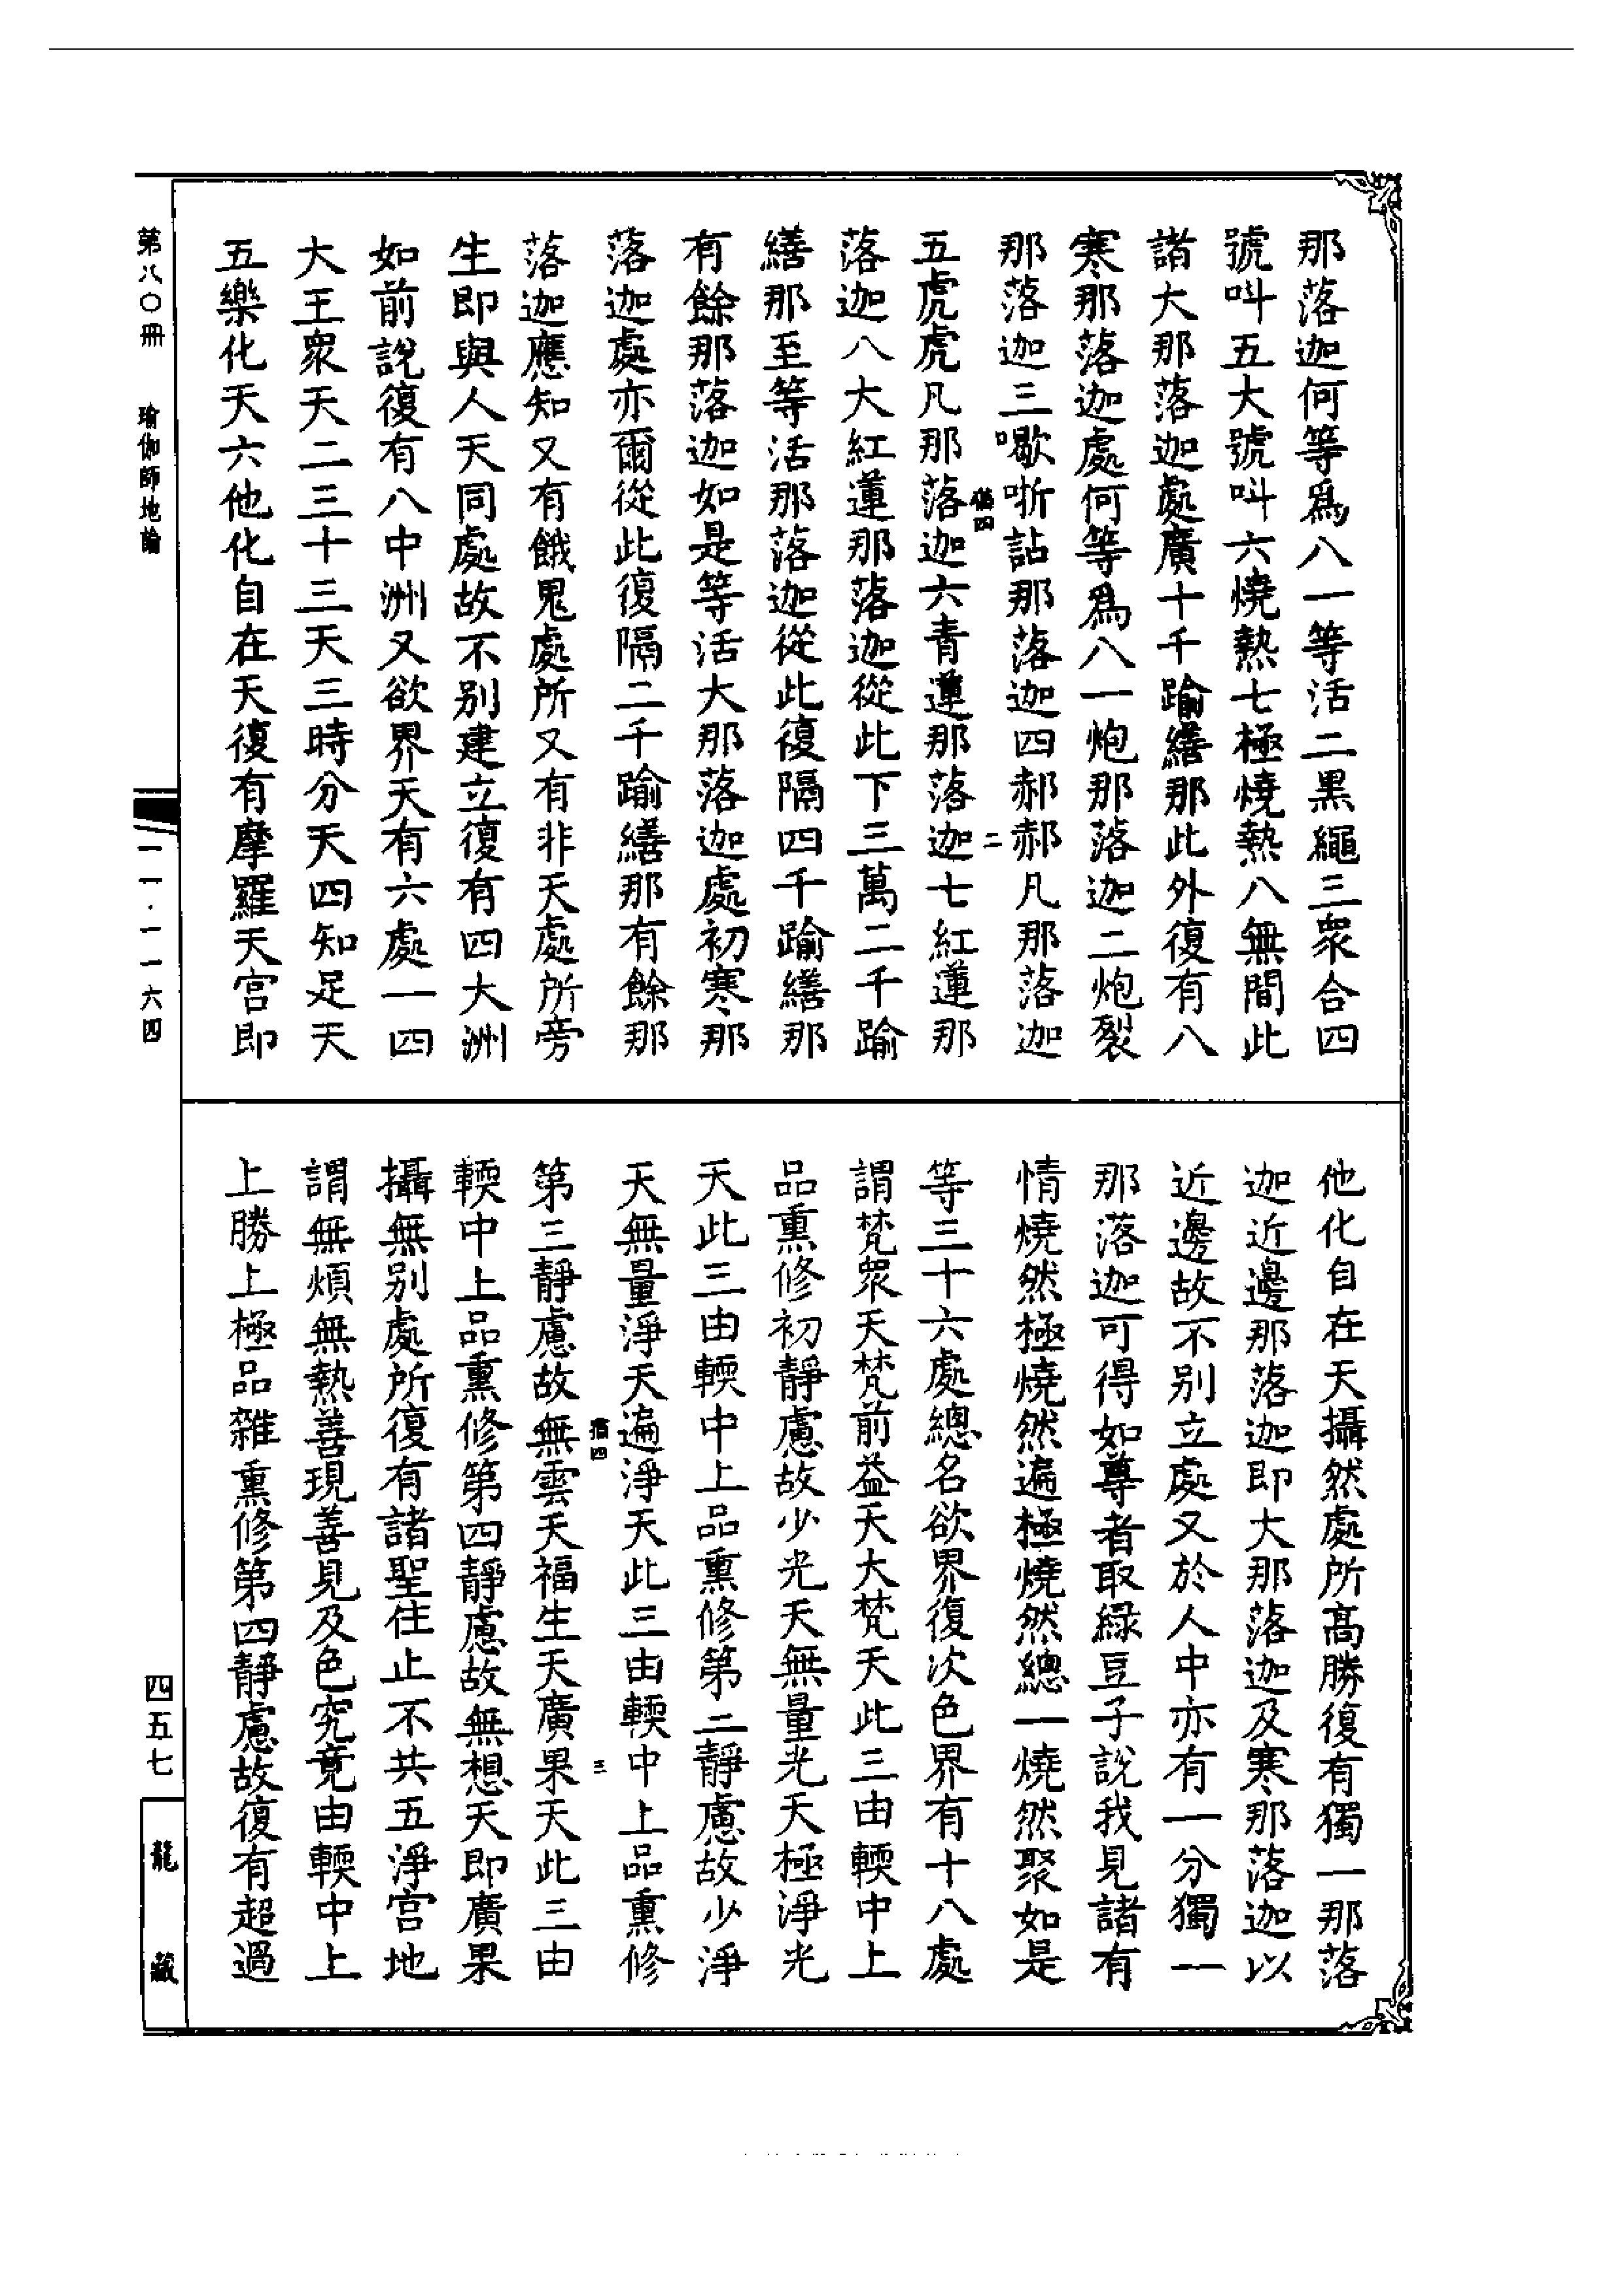 那落迦何等爲八一等活二黒繩三衆合四
號叫五大號叫六燒熱七極燒熱八無間此
諸大那落迦處廣十千踰繕那此外復有八
寒那落迦處何等爲八一炮那落迦二炮裂
那落迦三嚱哳詀那落迦四郝郝凡那落迦
五虎虎凡那落迦六青蓮那落迦七紅蓮那
落迦八大紅蓮那落迦從此下三萬二千踰
繕那至等活那落迦從此復隔四千踰繕那
有餘那落迦如是等活大那落迦處初寒那
落迦處亦爾從此復隔二千踰繕那有餘那
落迦應知又有餓鬼處所又有非天處所旁
生即與人天同處故不別建立復有四大洲
如前說復有八中洲又欲界天有六處一四
大王衆天二三十三天三時分天四知足天
五樂化天六他化自在天復有摩羅天宮即
他化自在天攝然處所高勝復有獨一那落
迦近邊那落迦即大那落迦及寒那落迦以
近邊故不別立處又於人中亦有一分獨一
那落迦可得如尊者取緑豆子說我見諸有
情燒然極燒然遍極燒然總一燒然聚如是
等三十六處總名欲界復次色界有十八處
謂梵衆天梵前益天大梵天此三由輭中上
品熏修初靜慮故少光天無量光天極淨光
天此三由輭中上品熏修第二靜慮故少淨
天無量淨天遍淨天此三由輭中上品熏修
第三靜慮故無雲天福生天廣果天此三由
輭中上品熏修第四靜慮故無想天即廣果
攝無別處所復有諸聖住止不共五淨宮地
謂無煩無熱善現善見及色究竟由輭中上
上勝上極品雜熏修第四靜慮故復有超過
第八〇冊 瑜伽師地論
一一一·一一六四
四五七
龍藏
四
二
四
三